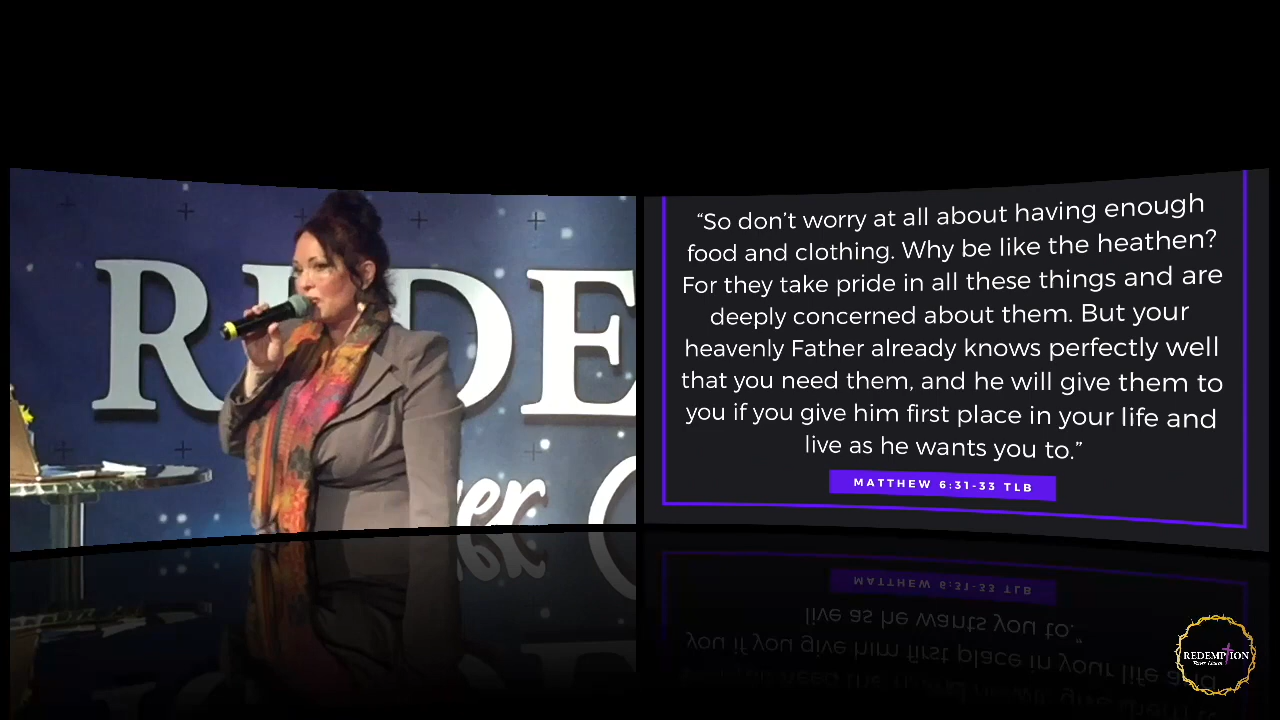 REDE
er C
“So don’t worry at all about having enough
food and clothing. Why be like the heathen?
For they take pride in all these things and are
deeply concerned about them. But your
heavenly Father already knows perfectly well
that you need them, and he will give them to
you if you give him first place in your life and
live as he wants you to.”
MATTHEW 6:31-33 TLB
REDEMPTION